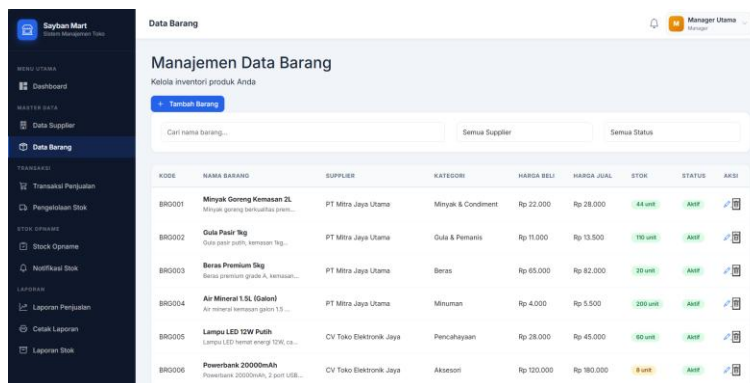 Sayban Mart
Sistem Manajemen Toko
MENU UTAMA
Dashboard
MASTER DATA
Data Supplier
Data Barang
TRANSAKSI
Transaksi Penjualan
Pengelolaan Stok
STOK OPNAME
Stock Opname
Notifikasi Stok
LAPORAN
Laporan Penjualan
Cetak Laporan
Laporan Stok
Data Barang
M Manager Utama
Manager
Manajemen Data Barang
Kelola inventori produk Anda
+ Tambah Barang
Cari nama barang... Semua Supplier Semua Status
KODE NAMA BARANG SUPPLIER KATEGORI HARGA BELI HARGA JUAL STOK STATUS AKSI
BRG001 Minyak Goreng Kemasan 2L PT Mitra Jaya Utama Minyak & Condiment Rp 22.000 Rp 28.000 44 unit Aktif
Minyak goreng berkualitas prem...
BRG002 Gula Pasir 1kg PT Mitra Jaya Utama Gula & Pemanis Rp 11.000 Rp 13.500 110 unit Aktif
Gula pasir putih, kemasan 1kg...
BRG003 Beras Premium 5kg PT Mitra Jaya Utama Beras Rp 65.000 Rp 82.000 20 unit Aktif
Beras premium grade A, kemasan...
BRG004 Air Mineral 1.5L (Galon) PT Mitra Jaya Utama Minuman Rp 4.000 Rp 5.500 200 unit Aktif
Air mineral kemasan galon 1.5 ...
BRG005 Lampu LED 12W Putih CV Toko Elektronik Jaya Pencahayaan Rp 28.000 Rp 45.000 60 unit Aktif
Lampu LED hemat energi 12W, ca...
BRG006 Powerbank 20000mAh CV Toko Elektronik Jaya Aksesori Rp 120.000 Rp 180.000 8 unit Aktif
Powerbank 20000mAh, 2 port USB...